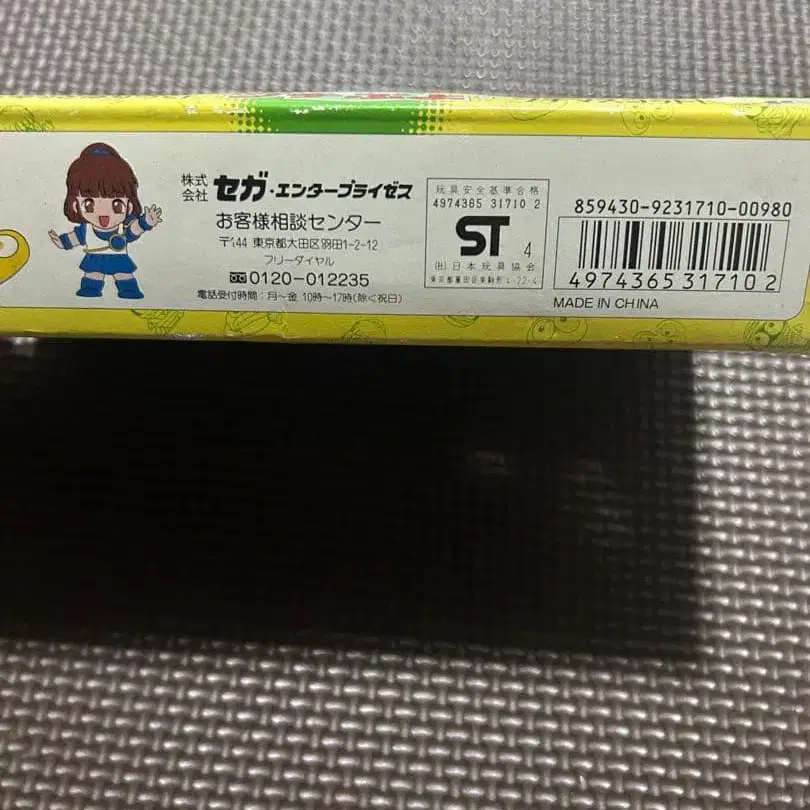 株式会社 セガ・エンタープライゼス
お客様相談センター
〒144 東京都大田区羽田1-2-12
フリーダイヤル
0120-012235
電話受付時間:月〜金 10時〜17時(除く祝日)
玩具安全基準合格
4974365 31710 2
ST 4
(社)日本玩具協会
859430-9231710-00980
4974365317102
MADE IN CHINA